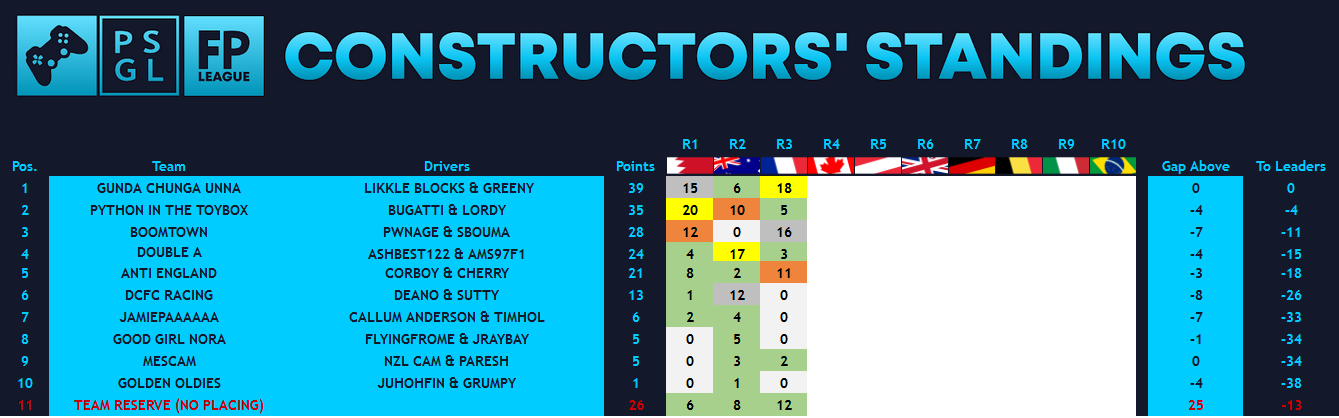 PS GL FP LEAGUE CONSTRUCTORS' STANDINGS
R1 R2 R3 R4 R5 R6 R7 R8 R9 R10
Pos. Team Drivers Points Gap Above To Leaders
1 GUNDA CHUNGA UNNA LIKKLE BLOCKS & GREENY 39 15 6 18 0 0
2 PYTHON IN THE TOYBOX BUGATTI & LORDY 35 20 10 5 -4 -4
3 BOOMTOWN PWNAGE & SBOUMA 28 12 0 16 -7 -11
4 DOUBLE A ASHBEST122 & AMS97F1 24 4 17 3 -4 -15
5 ANTI ENGLAND CORBOY & CHERRY 21 8 2 11 -3 -18
6 DCFC RACING DEANO & SUTTY 13 1 12 0 -8 -26
7 JAMIEPAAAAAA CALLUM ANDERSON & TIMHOL 6 2 4 0 -7 -33
8 GOOD GIRL NORA FLYINGFROME & JRAYBAY 5 0 5 0 -1 -34
9 MESCAM NZL CAM & PARESH 5 0 3 2 0 -34
10 GOLDEN OLDIES JUHOHFIN & GRUMPY 1 0 1 0 -4 -38
11 TEAM RESERVE (NO PLACING) 26 6 8 12 25 -13